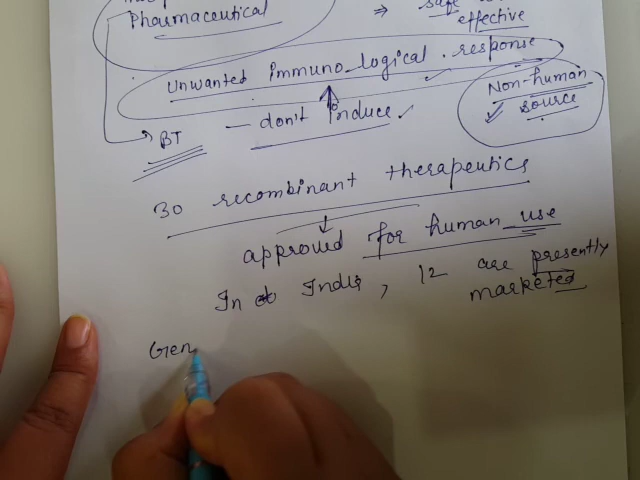 Pharmaceutical ⇒ safe
effective
Unwanted immuno logical response
Non-human
source
BT — don't induce
30 recombinant therapeutics
approved for human use
In India, 12 are presently
marketed
Gen